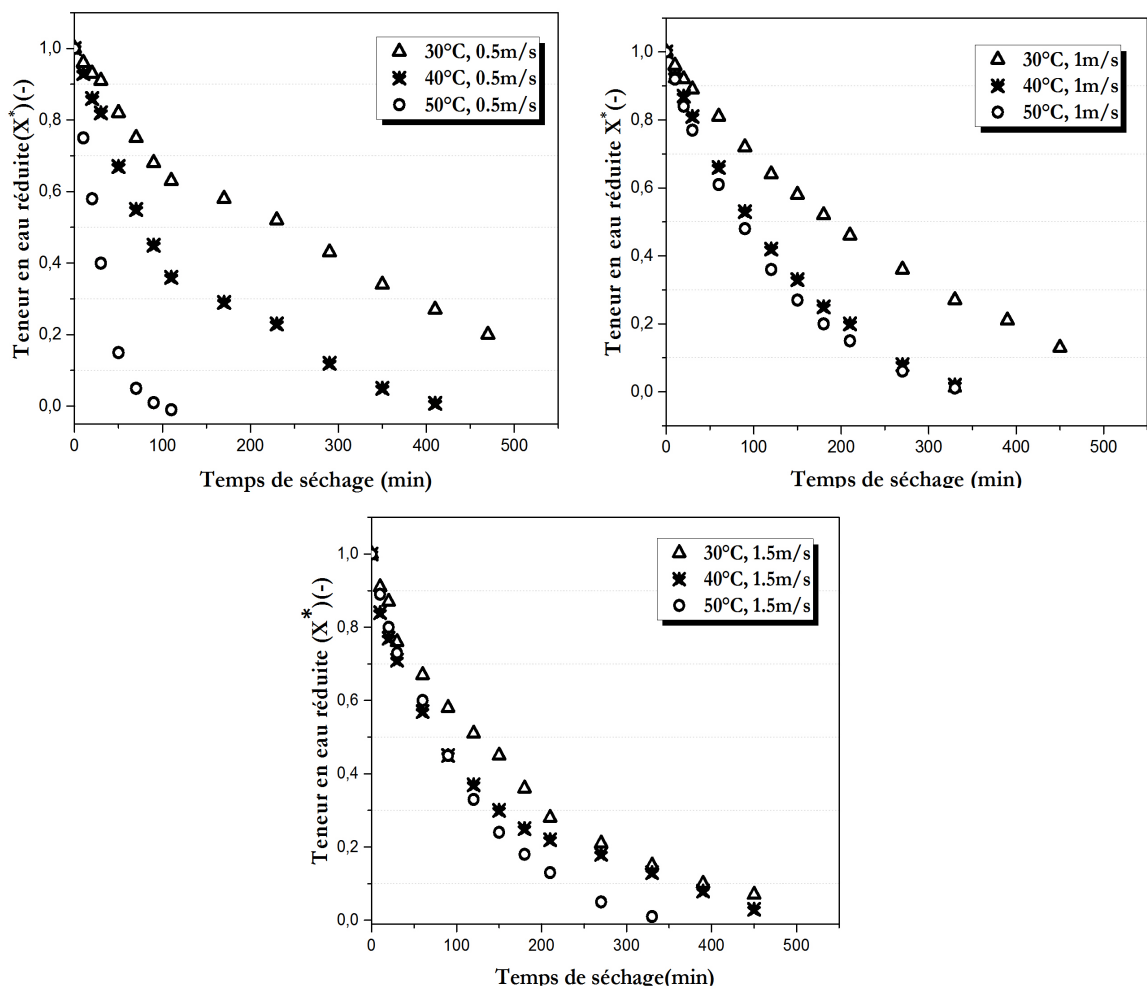 Teneur en eau réduite(X*)(-)
1,0
0,8
0,6
0,4
0,2
0,0
30°C, 0.5m/s
40°C, 0.5m/s
50°C, 0.5m/s
0 100 200 300 400 500
Temps de séchage (min)
Teneur en eau réduite X*(-)
1,0
0,8
0,6
0,4
0,2
0,0
30°C, 1m/s
40°C, 1m/s
50°C, 1m/s
0 100 200 300 400 500
Temps de séchage (min)
Teneur en eau réduite (X*)(-)
1,0
0,8
0,6
0,4
0,2
0,0
30°C, 1.5m/s
40°C, 1.5m/s
50°C, 1.5m/s
0 100 200 300 400 500
Temps de séchage(min)